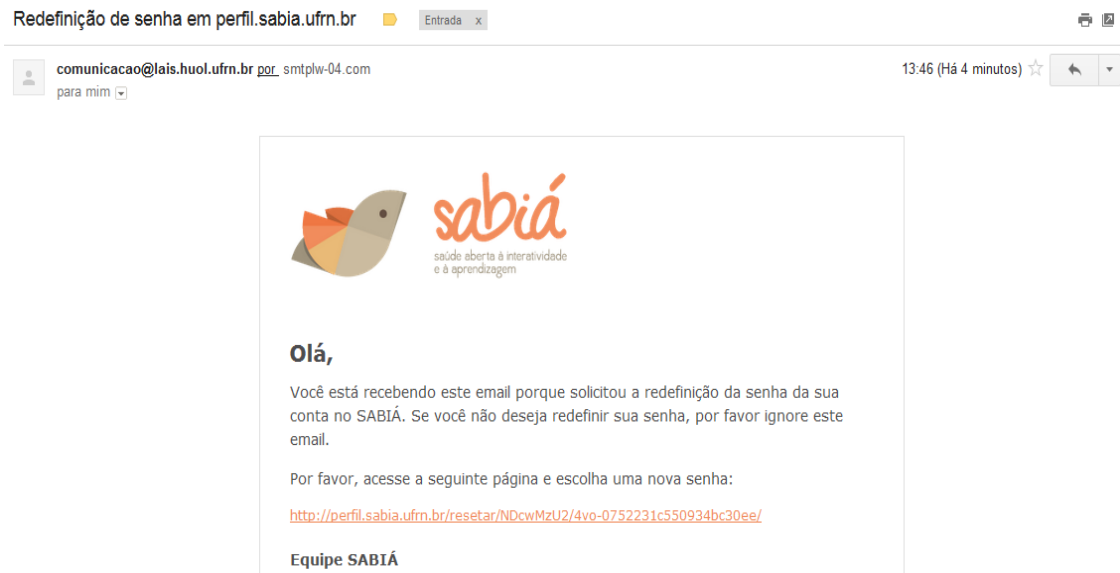 Redefinição de senha em perfil.sabia.ufrn.br
Entrada x
comunicacao@lais.huol.ufrn.br por smtplw-04.com
13:46 (Há 4 minutos)
para mim
sabiá
saúde aberta à interatividade
e à aprendizagem
Olá,
Você está recebendo este email porque solicitou a redefinição da senha da sua
conta no SABIÁ. Se você não deseja redefinir sua senha, por favor ignore este
email.
Por favor, acesse a seguinte página e escolha uma nova senha:
http://perfil.sabia.ufrn.br/resetar/NDcwMzU2/4vo-0752231c550934bc30ee/
Equipe SABIÁ